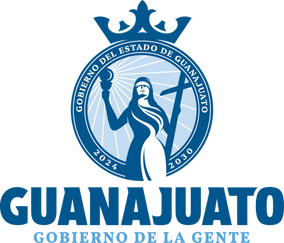 GOBIERNO DEL ESTADO DE GUANAJUATO
2024 2030
GUANAJUATO
GOBIERNO DE LA GENTE